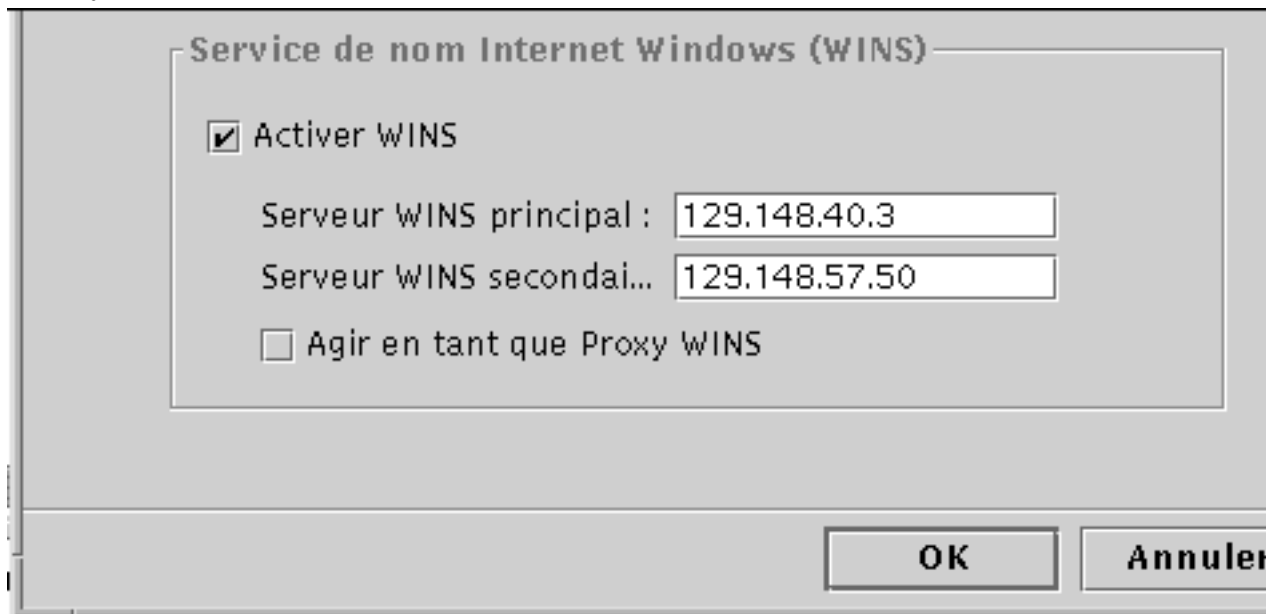 Service de nom Internet Windows (WINS)
Activer WINS
Serveur WINS principal : 129.148.40.3
Serveur WINS secondai... 129.148.57.50
Agir en tant que Proxy WINS
OK Annuler